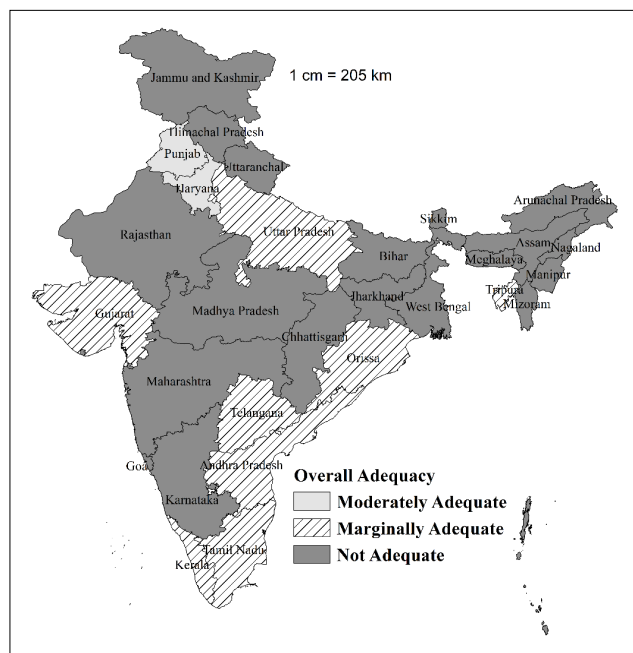 Jammu and Kashmir
1 cm = 205 km
Himachal Pradesh
Punjab
Uttaranchal
Haryana
Arunachal Pradesh
Sikkim
Rajasthan
Uttar Pradesh
Assam
Nagaland
Bihar
Meghalaya
Manipur
Tripura
Jharkhand
Mizoram
Gujarat
Madhya Pradesh
West Bengal
Chhattisgarh
Orissa
Maharashtra
Telangana
Goa
Andhra Pradesh
Overall Adequacy
Karnataka
Moderately Adequate
Marginally Adequate
Tamil Nadu
Not Adequate
Kerala